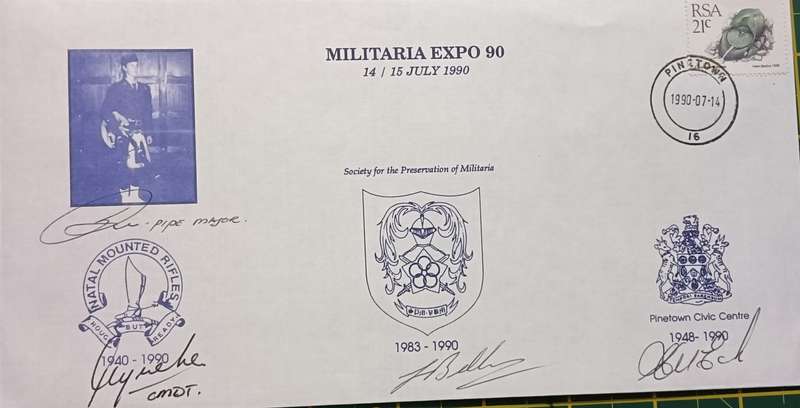 MILITARIA EXPO 90
14 / 15 JULY 1990
RSA
21c
PINETOWN
1990-07-14
16
Society for the Preservation of Militaria
- PIPE MAJOR.
NATAL MOUNTED RIFLES
ROUGH BUT READY
1940 - 1990
CMDT.
1983 - 1990
Pinetown Civic Centre
1948- 1990